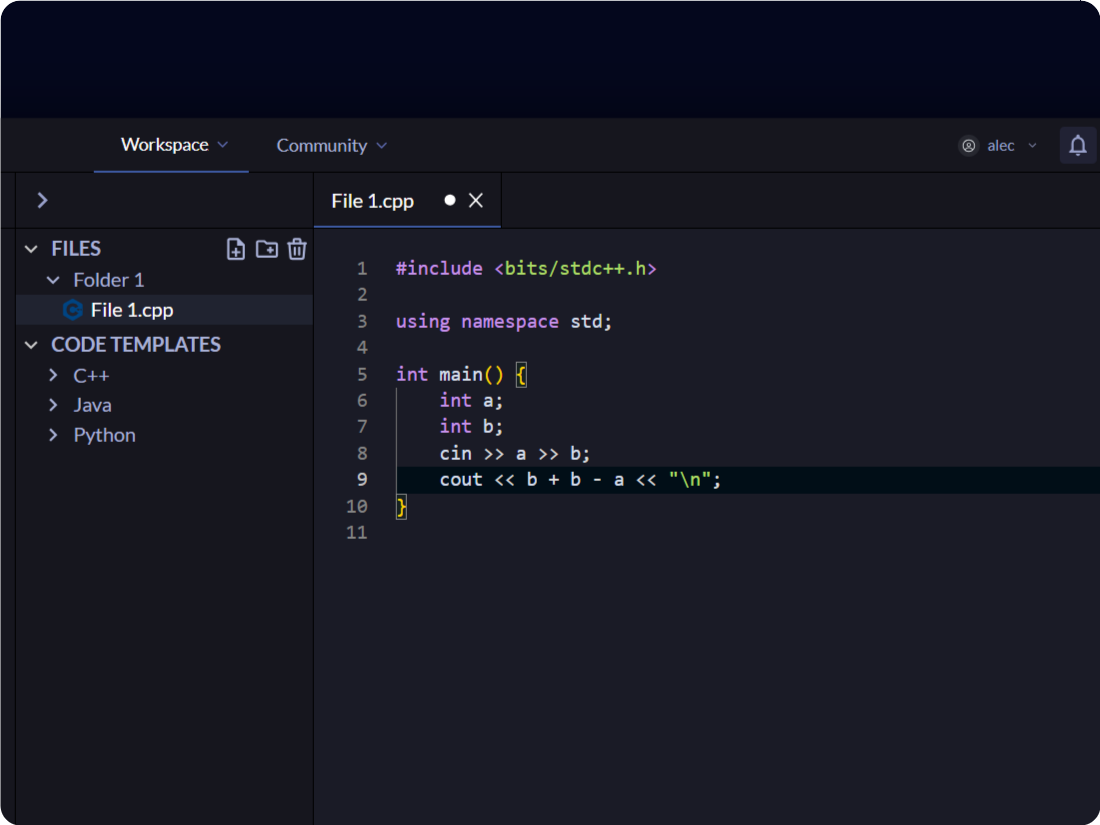 Workspace Community alec
File 1.cpp
FILES
Folder 1
File 1.cpp
CODE TEMPLATES
C++
Java
Python
1 #include <bits/stdc++.h>
2
3 using namespace std;
4
5 int main() {
6     int a;
7     int b;
8     cin >> a >> b;
9     cout << b + b - a << "\n";
10 }
11